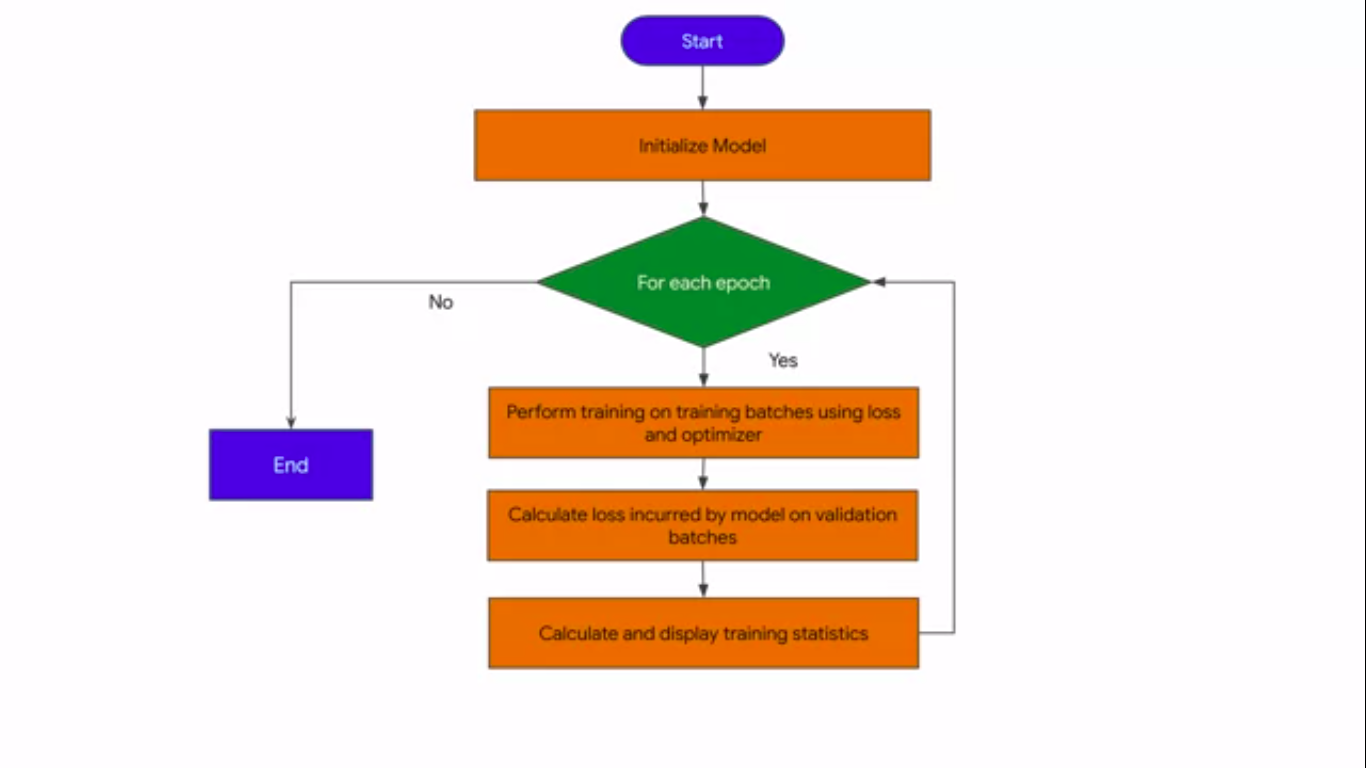 Start
Initialize Model
For each epoch
No
Yes
Perform training on training batches using loss
and optimizer
End
Calculate loss incurred by model on validation
batches
Calculate and display training statistics